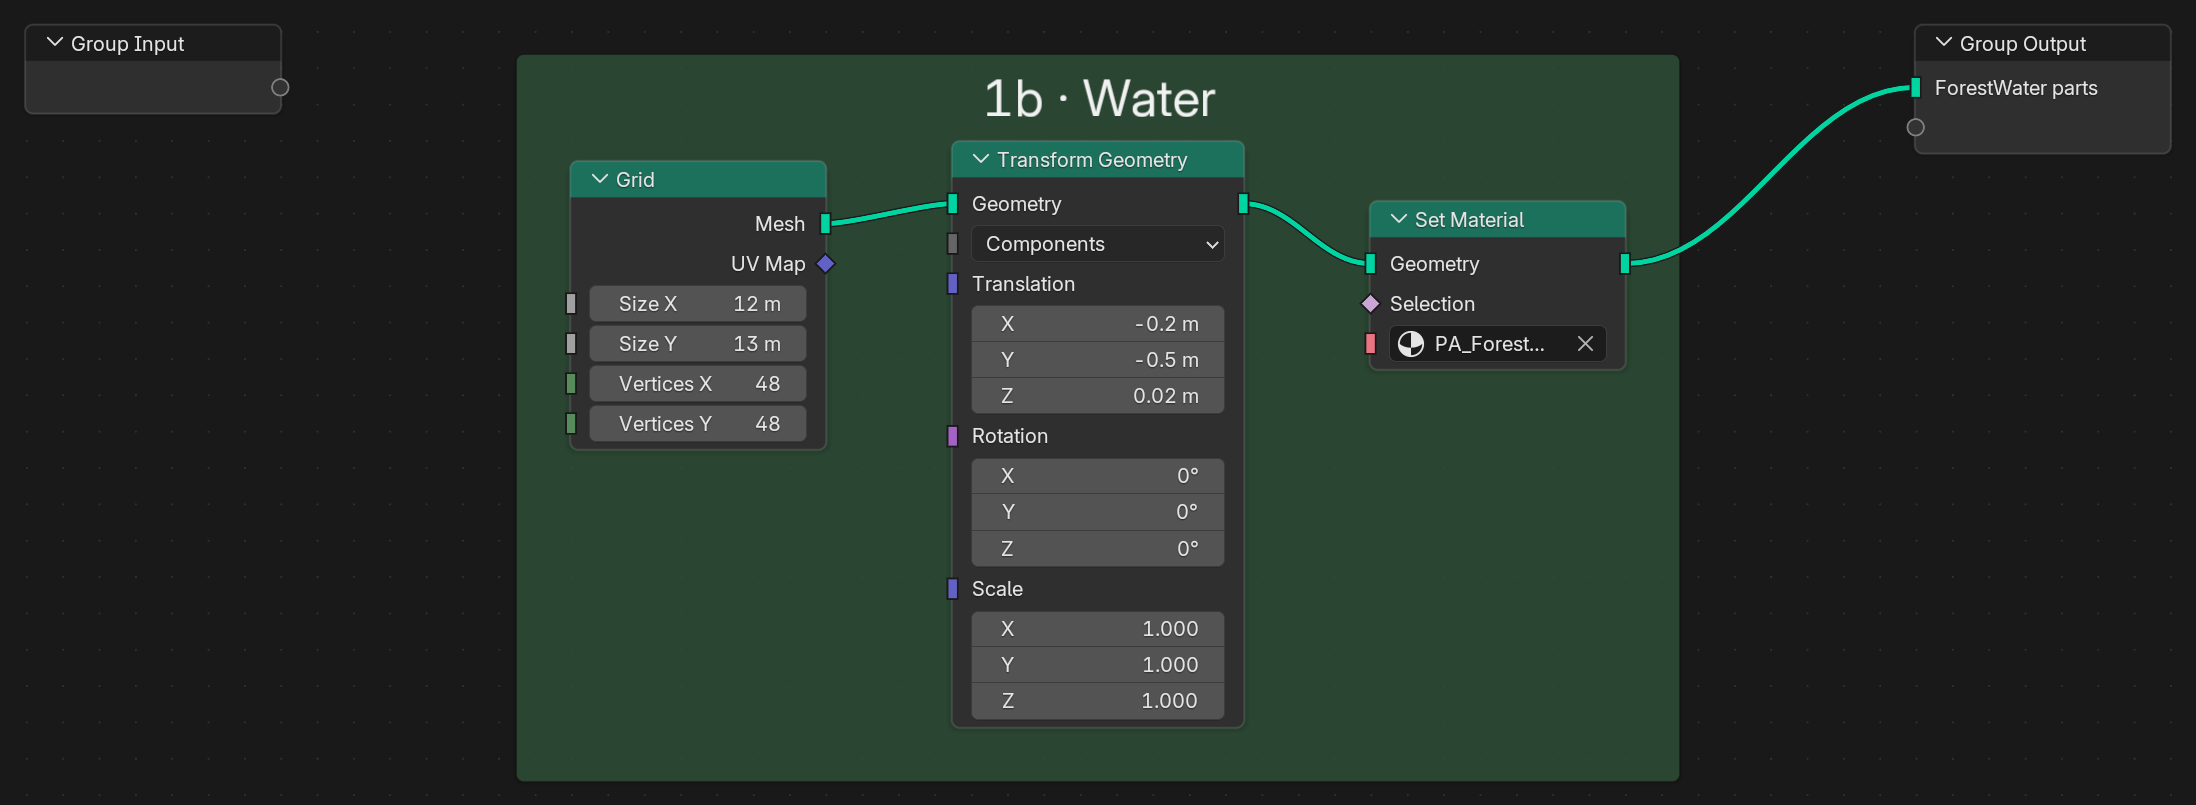 Group Input
Group Output
ForestWater parts
1b · Water
Grid
Mesh
UV Map
Size X 12 m
Size Y 13 m
Vertices X 48
Vertices Y 48
Transform Geometry
Geometry
Components
Translation
X -0.2 m
Y -0.5 m
Z 0.02 m
Rotation
X 0°
Y 0°
Z 0°
Scale
X 1.000
Y 1.000
Z 1.000
Set Material
Geometry
Selection
PA_Forest...